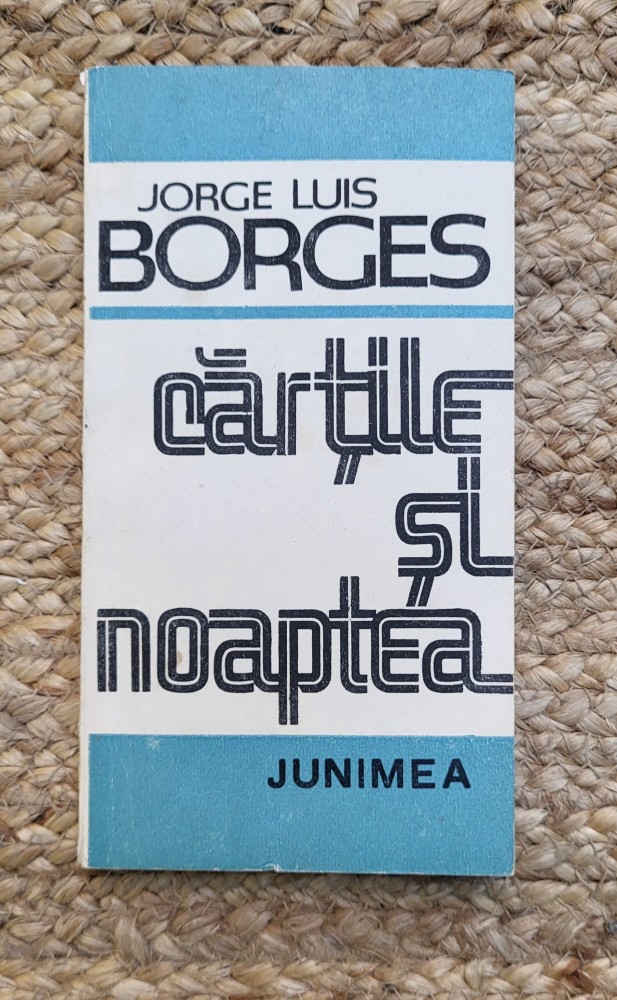 JORGE LUIS
BORGES
cărțile
și
noaptea
JUNIMEA